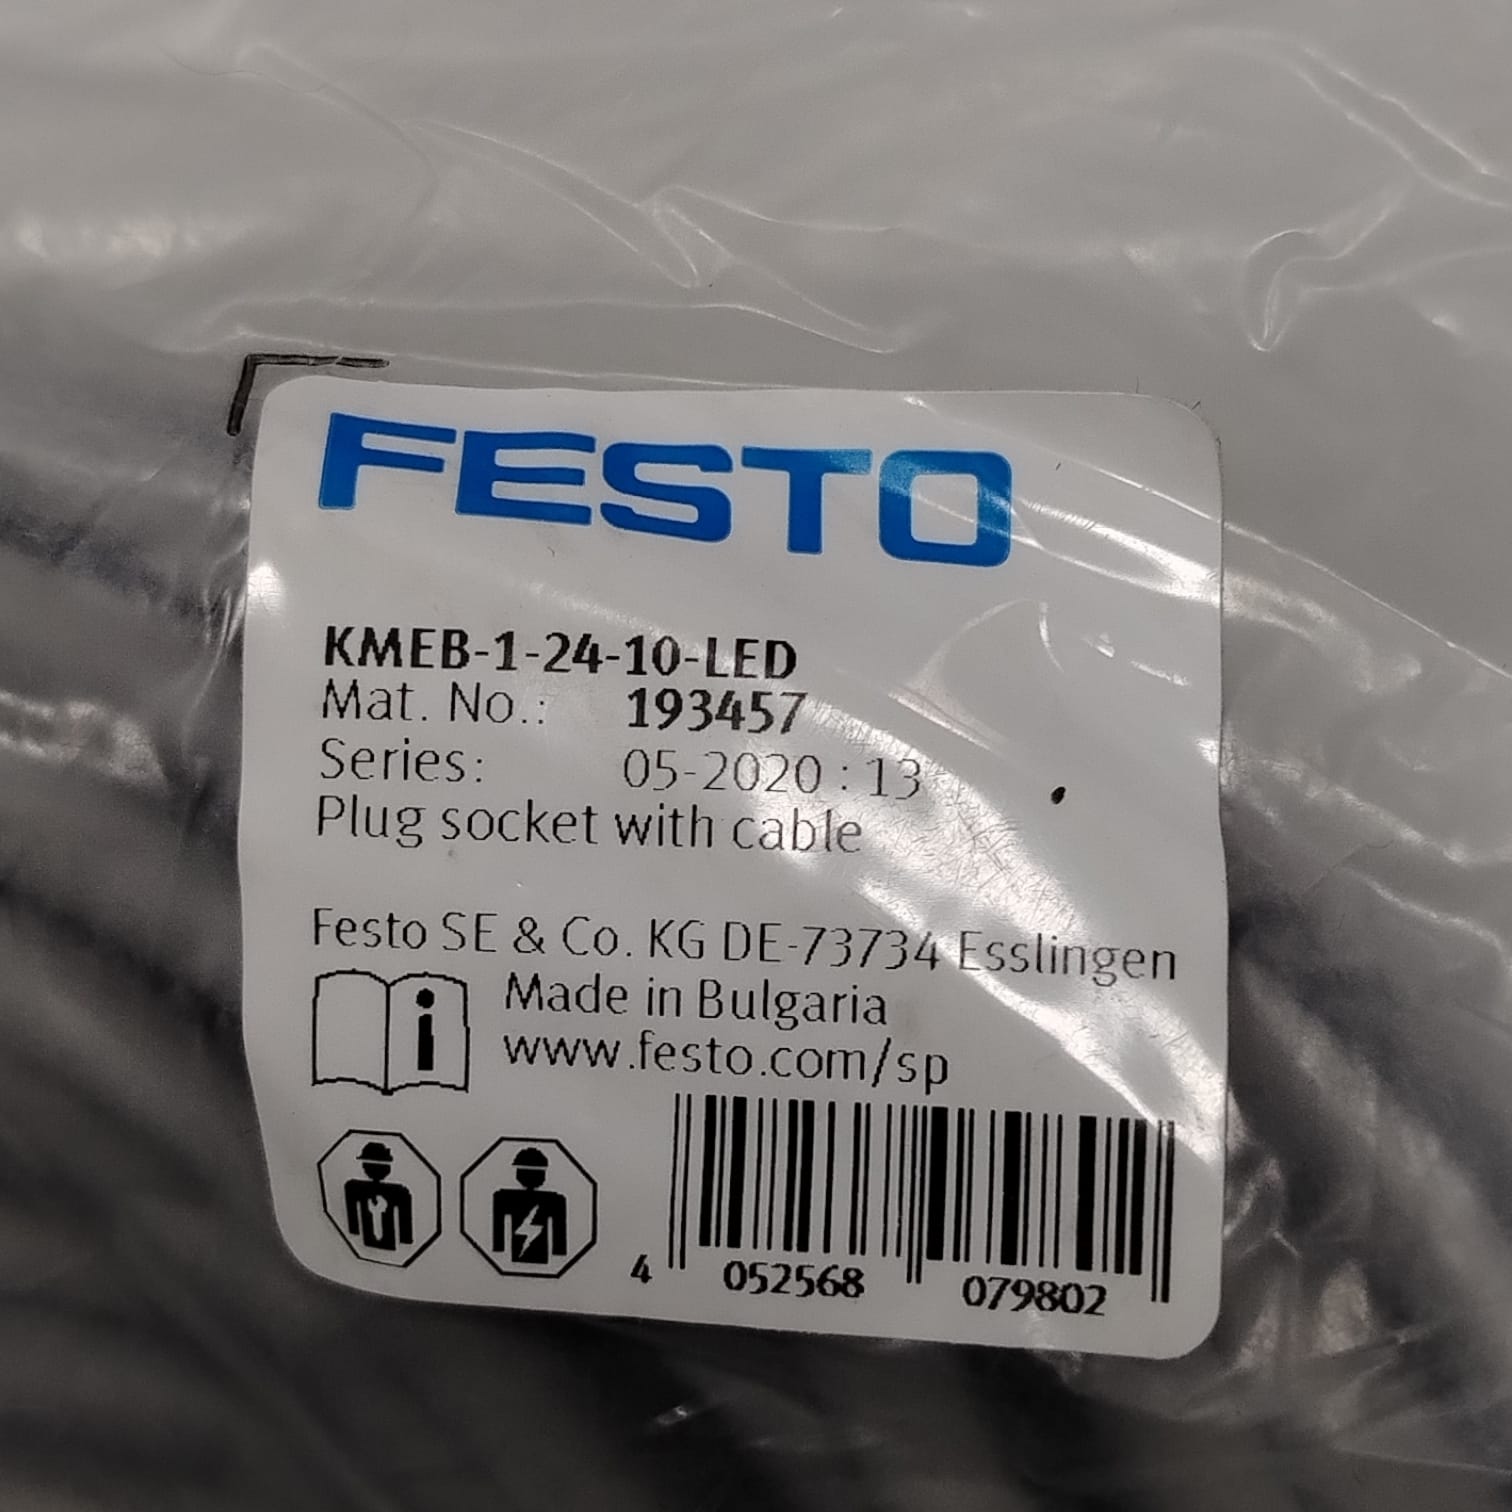 FESTO
KMEB-1-24-10-LED
Mat. No.: 193457
Series: 05-2020 : 13
Plug socket with cable
Festo SE & Co. KG DE-73734 Esslingen
Made in Bulgaria
www.festo.com/sp
4 052568 079802